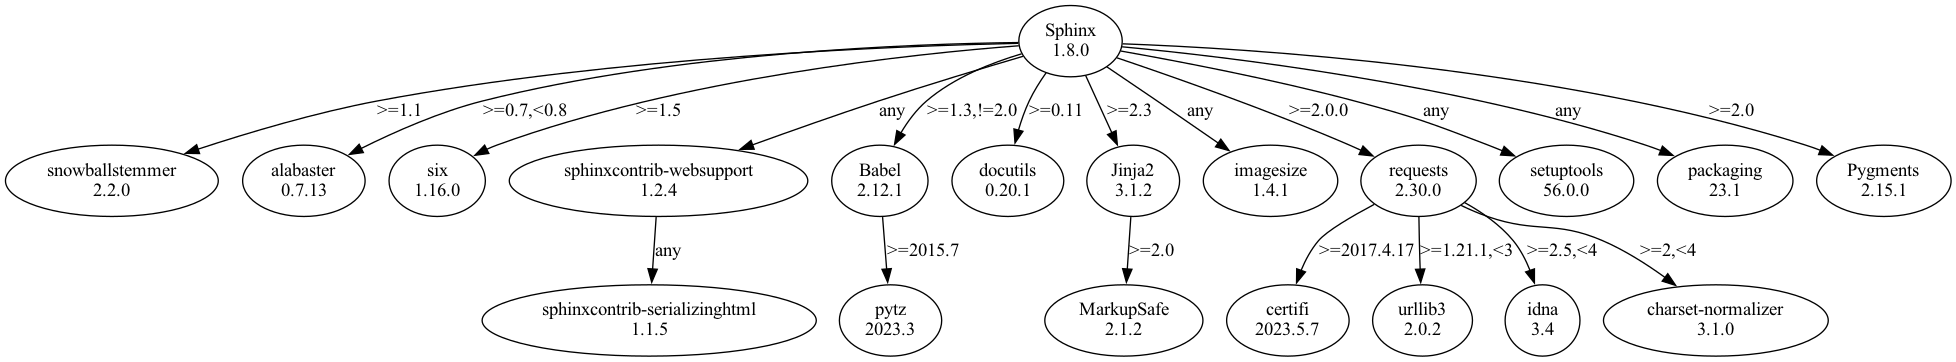 Sphinx
1.8.0
>=1.1
>=0.7,<0.8
>=1.5
any
>=1.3,!=2.0
>=0.11
>=2.3
any
>=2.0.0
any
any
>=2.0
snowballstemmer
2.2.0
alabaster
0.7.13
six
1.16.0
sphinxcontrib-websupport
1.2.4
Babel
2.12.1
docutils
0.20.1
Jinja2
3.1.2
imagesize
1.4.1
requests
2.30.0
setuptools
56.0.0
packaging
23.1
Pygments
2.15.1
any
>=2015.7
>=2.0
>=2017.4.17
>=1.21.1,<3
>=2.5,<4
>=2,<4
sphinxcontrib-serializinghtml
1.1.5
pytz
2023.3
MarkupSafe
2.1.2
certifi
2023.5.7
urllib3
2.0.2
idna
3.4
charset-normalizer
3.1.0